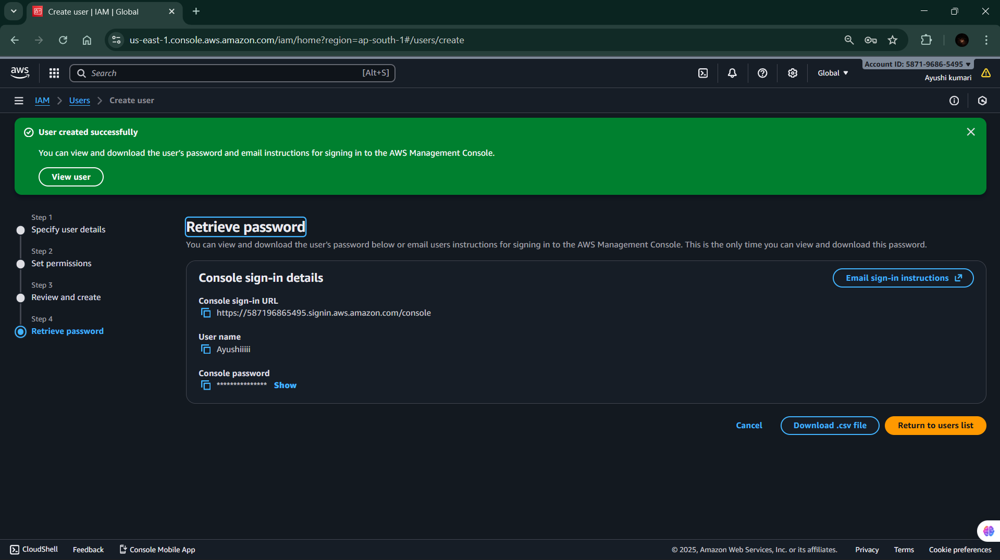 Create user | IAM | Global
us-east-1.console.aws.amazon.com/iam/home?region=ap-south-1#/users/create
aws
Search
[Alt+S]
Global
Account ID: 5871-9686-5495
Ayushi kumari
IAM
Users
Create user
User created successfully
You can view and download the user's password and email instructions for signing in to the AWS Management Console.
View user
Step 1
Specify user details
Step 2
Set permissions
Step 3
Review and create
Step 4
Retrieve password
Retrieve password
You can view and download the user's password below or email users instructions for signing in to the AWS Management Console. This is the only time you can view and download this password.
Console sign-in details
Email sign-in instructions
Console sign-in URL
https://587196865495.signin.aws.amazon.com/console
User name
Ayushiiiii
Console password
*************** Show
Cancel
Download .csv file
Return to users list
CloudShell
Feedback
Console Mobile App
© 2025, Amazon Web Services, Inc. or its affiliates.
Privacy
Terms
Cookie preferences